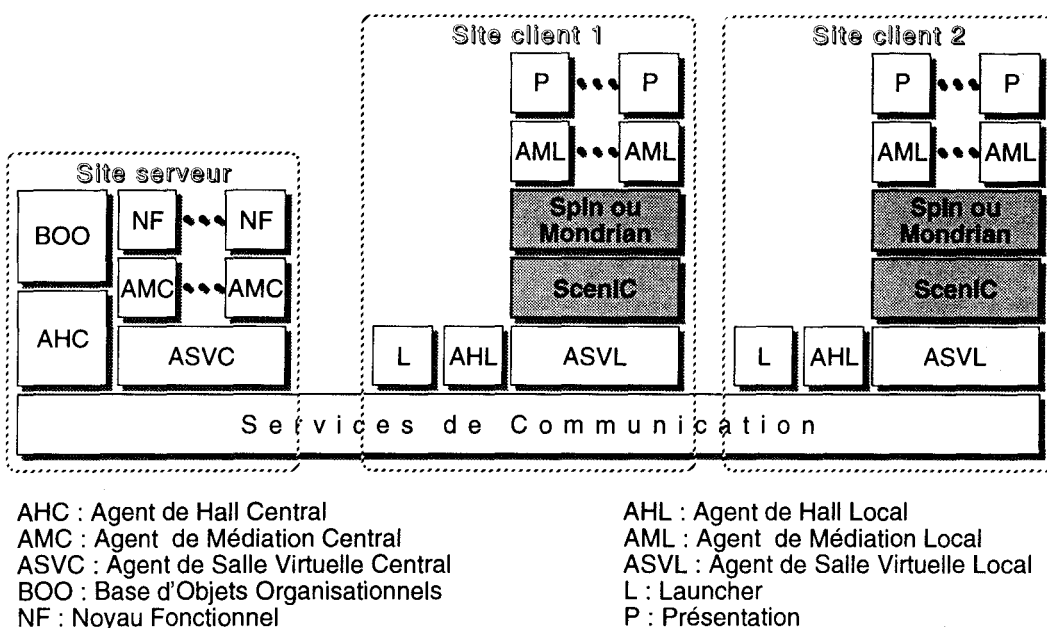 Site client 1
Site client 2
P P
P P
AML AML
AML AML
Site serveur
BOO
NF NF
Spin ou
Mondrian
Spin ou
Mondrian
AMC AMC
ScenIC
ScenIC
AHC
ASVC
L
AHL
ASVL
L
AHL
ASVL
Services de Communication
AHC : Agent de Hall Central
AMC : Agent de Médiation Central
ASVC : Agent de Salle Virtuelle Central
BOO : Base d'Objets Organisationnels
NF : Noyau Fonctionnel
AHL : Agent de Hall Local
AML : Agent de Médiation Local
ASVL : Agent de Salle Virtuelle Local
L : Launcher
P : Présentation